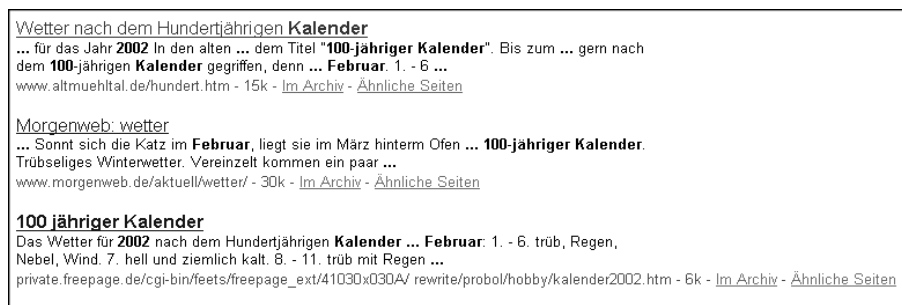 Wetter nach dem Hundertjährigen Kalender
... für das Jahr 2002 In den alten ... dem Titel "100-jähriger Kalender". Bis zum ... gern nach
dem 100-jährigen Kalender gegriffen, denn ... Februar. 1. - 6 ...
www.altmuehltal.de/hundert.htm - 15k - Im Archiv - Ähnliche Seiten
Morgenweb: wetter
... Sonnt sich die Katz im Februar, liegt sie im März hinterm Ofen ... 100-jähriger Kalender.
Trübseliges Winterwetter. Vereinzelt kommen ein paar ...
www.morgenweb.de/aktuell/wetter/ - 30k - Im Archiv - Ähnliche Seiten
100 jähriger Kalender
Das Wetter für 2002 nach dem Hundertjährigen Kalender ... Februar: 1. - 6. trüb, Regen,
Nebel, Wind. 7. hell und ziemlich kalt. 8. - 11. trüb mit Regen ...
private.freepage.de/cgi-bin/feets/freepage_ext/41030x030A/ rewrite/probol/hobby/kalender2002.htm - 6k - Im Archiv - Ähnliche Seiten